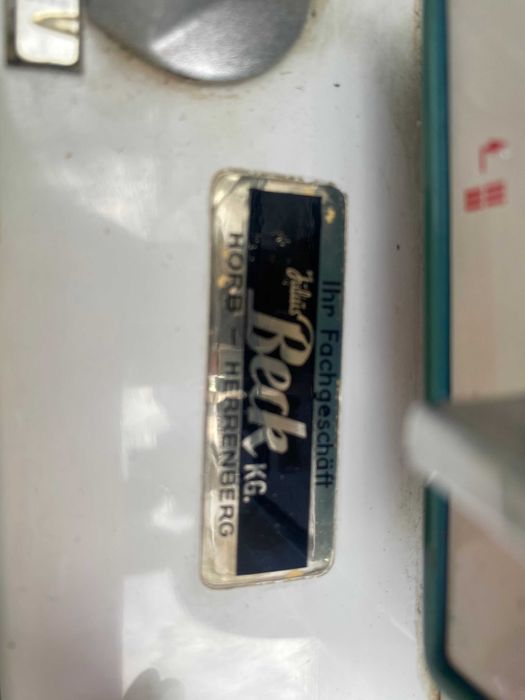 Ihr Fachgeschäft
Julius
Beck KG.
HORB – HERRENBERG